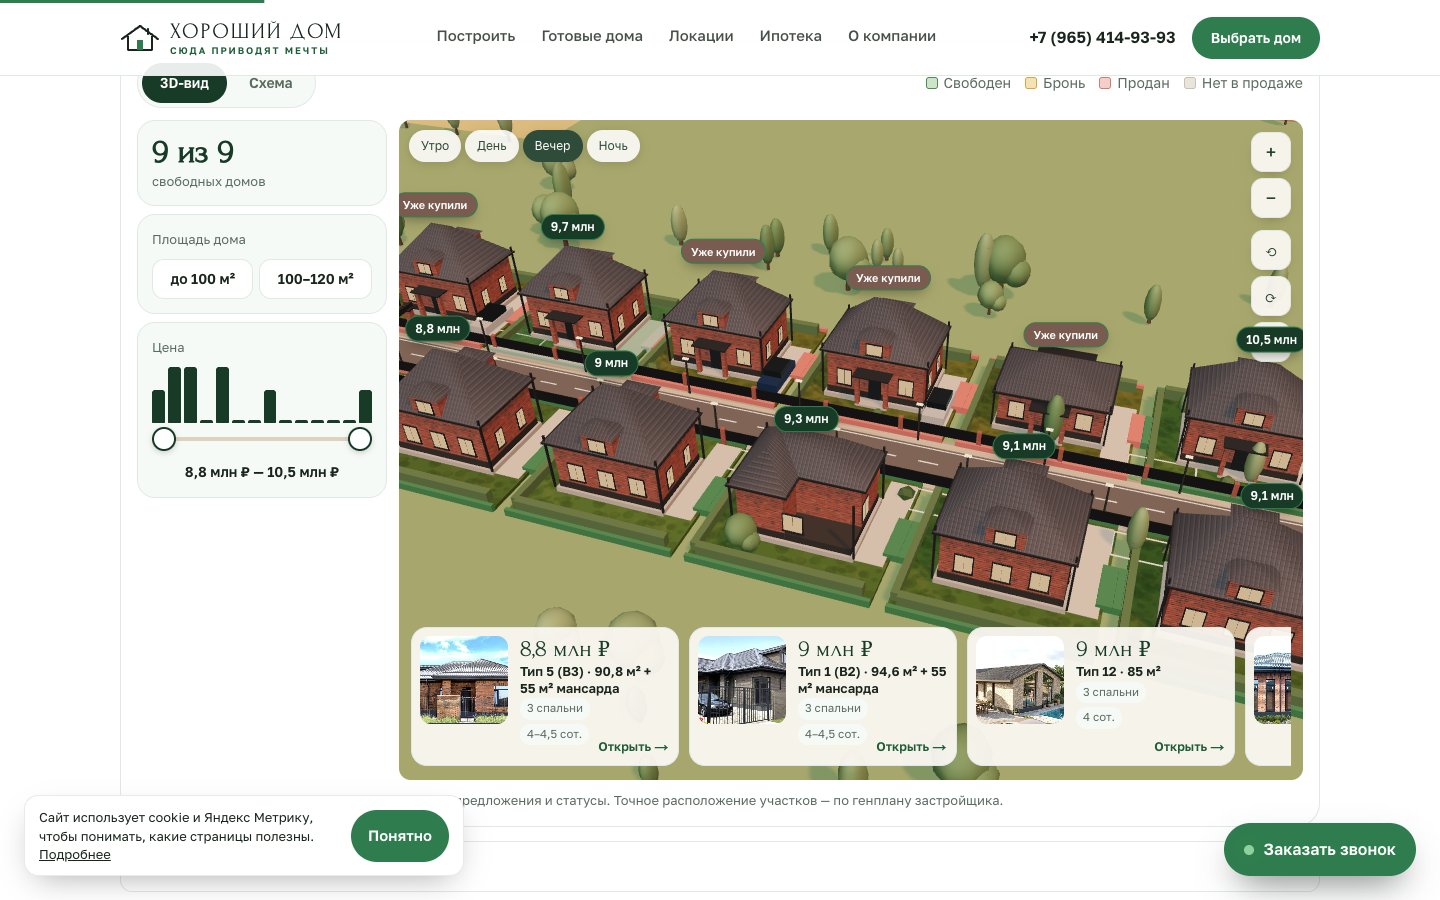 ХОРОШИЙ ДОМ
СЮДА ПРИВОДЯТ МЕЧТЫ
Построить
Готовые дома
Локации
Ипотека
О компании
+7 (965) 414-93-93
Выбрать дом
3D-вид
Схема
Свободен
Бронь
Продан
Нет в продаже
9 из 9
свободных домов
Площадь дома
до 100 м²
100–120 м²
Цена
8,8 млн ₽ — 10,5 млн ₽
Утро
День
Вечер
Ночь
+
−
Уже купили
9,7 млн
Уже купили
Уже купили
8,8 млн
Уже купили
10,5 млн
9 млн
9,3 млн
9,1 млн
9,1 млн
8,8 млн ₽
Тип 5 (В3) · 90,8 м² +
55 м² мансарда
3 спальни
4–4,5 сот.
Открыть →
9 млн ₽
Тип 1 (В2) · 94,6 м² + 55
м² мансарда
3 спальни
4–4,5 сот.
Открыть →
9 млн ₽
Тип 12 · 85 м²
3 спальни
4 сот.
Открыть →
редложения и статусы. Точное расположение участков — по генплану застройщика.
Сайт использует cookie и Яндекс Метрику,
чтобы понимать, какие страницы полезны.
Подробнее
Понятно
Заказать звонок